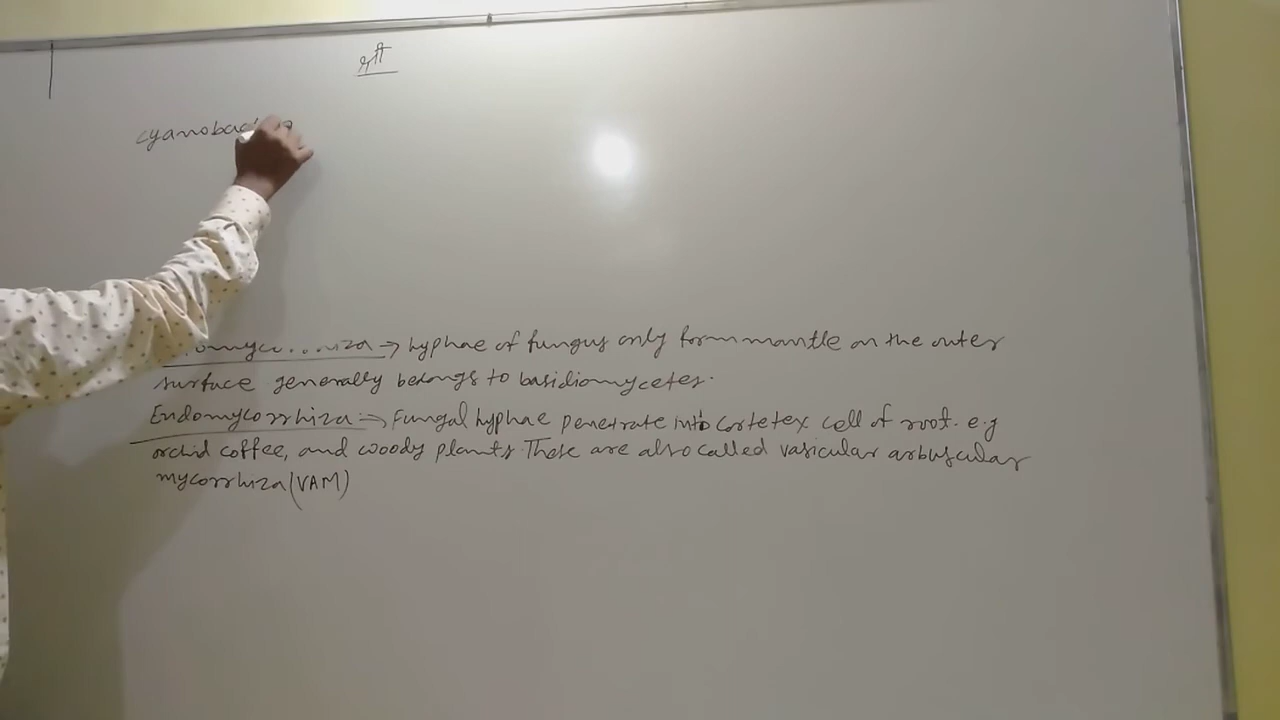 श्री
cyanobac
→ hyphae of fungus only form mantle on the outer
surface generally belongs to basidiomycetes.
Endomycorrhiza :→ Fungal hyphae penetrate into cortetex cell of root. e.g
orchid coffee, and woody plants. These are also called vasicular arbuscular
mycorrhiza (VAM)